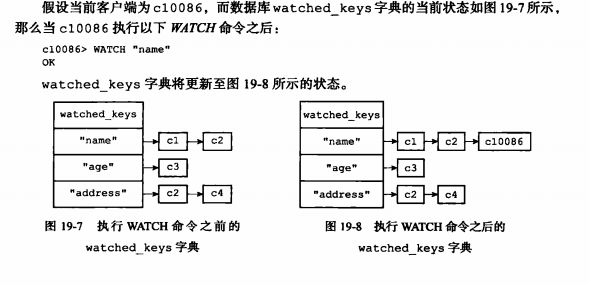 假设当前客户端为c10086，而数据库watched_keys字典的当前状态如图19-7所示，
那么当c10086执行以下WATCH命令之后：
c10086> WATCH "name"
OK
watched_keys字典将更新至图19-8所示的状态。
watched_keys
"name" c1 c2
"age" c3
"address" c2 c4
图 19-7 执行 WATCH 命令之前的
watched_keys 字典
watched_keys
"name" c1 c2 c10086
"age" c3
"address" c2 c4
图 19-8 执行 WATCH 命令之后的
watched_keys 字典